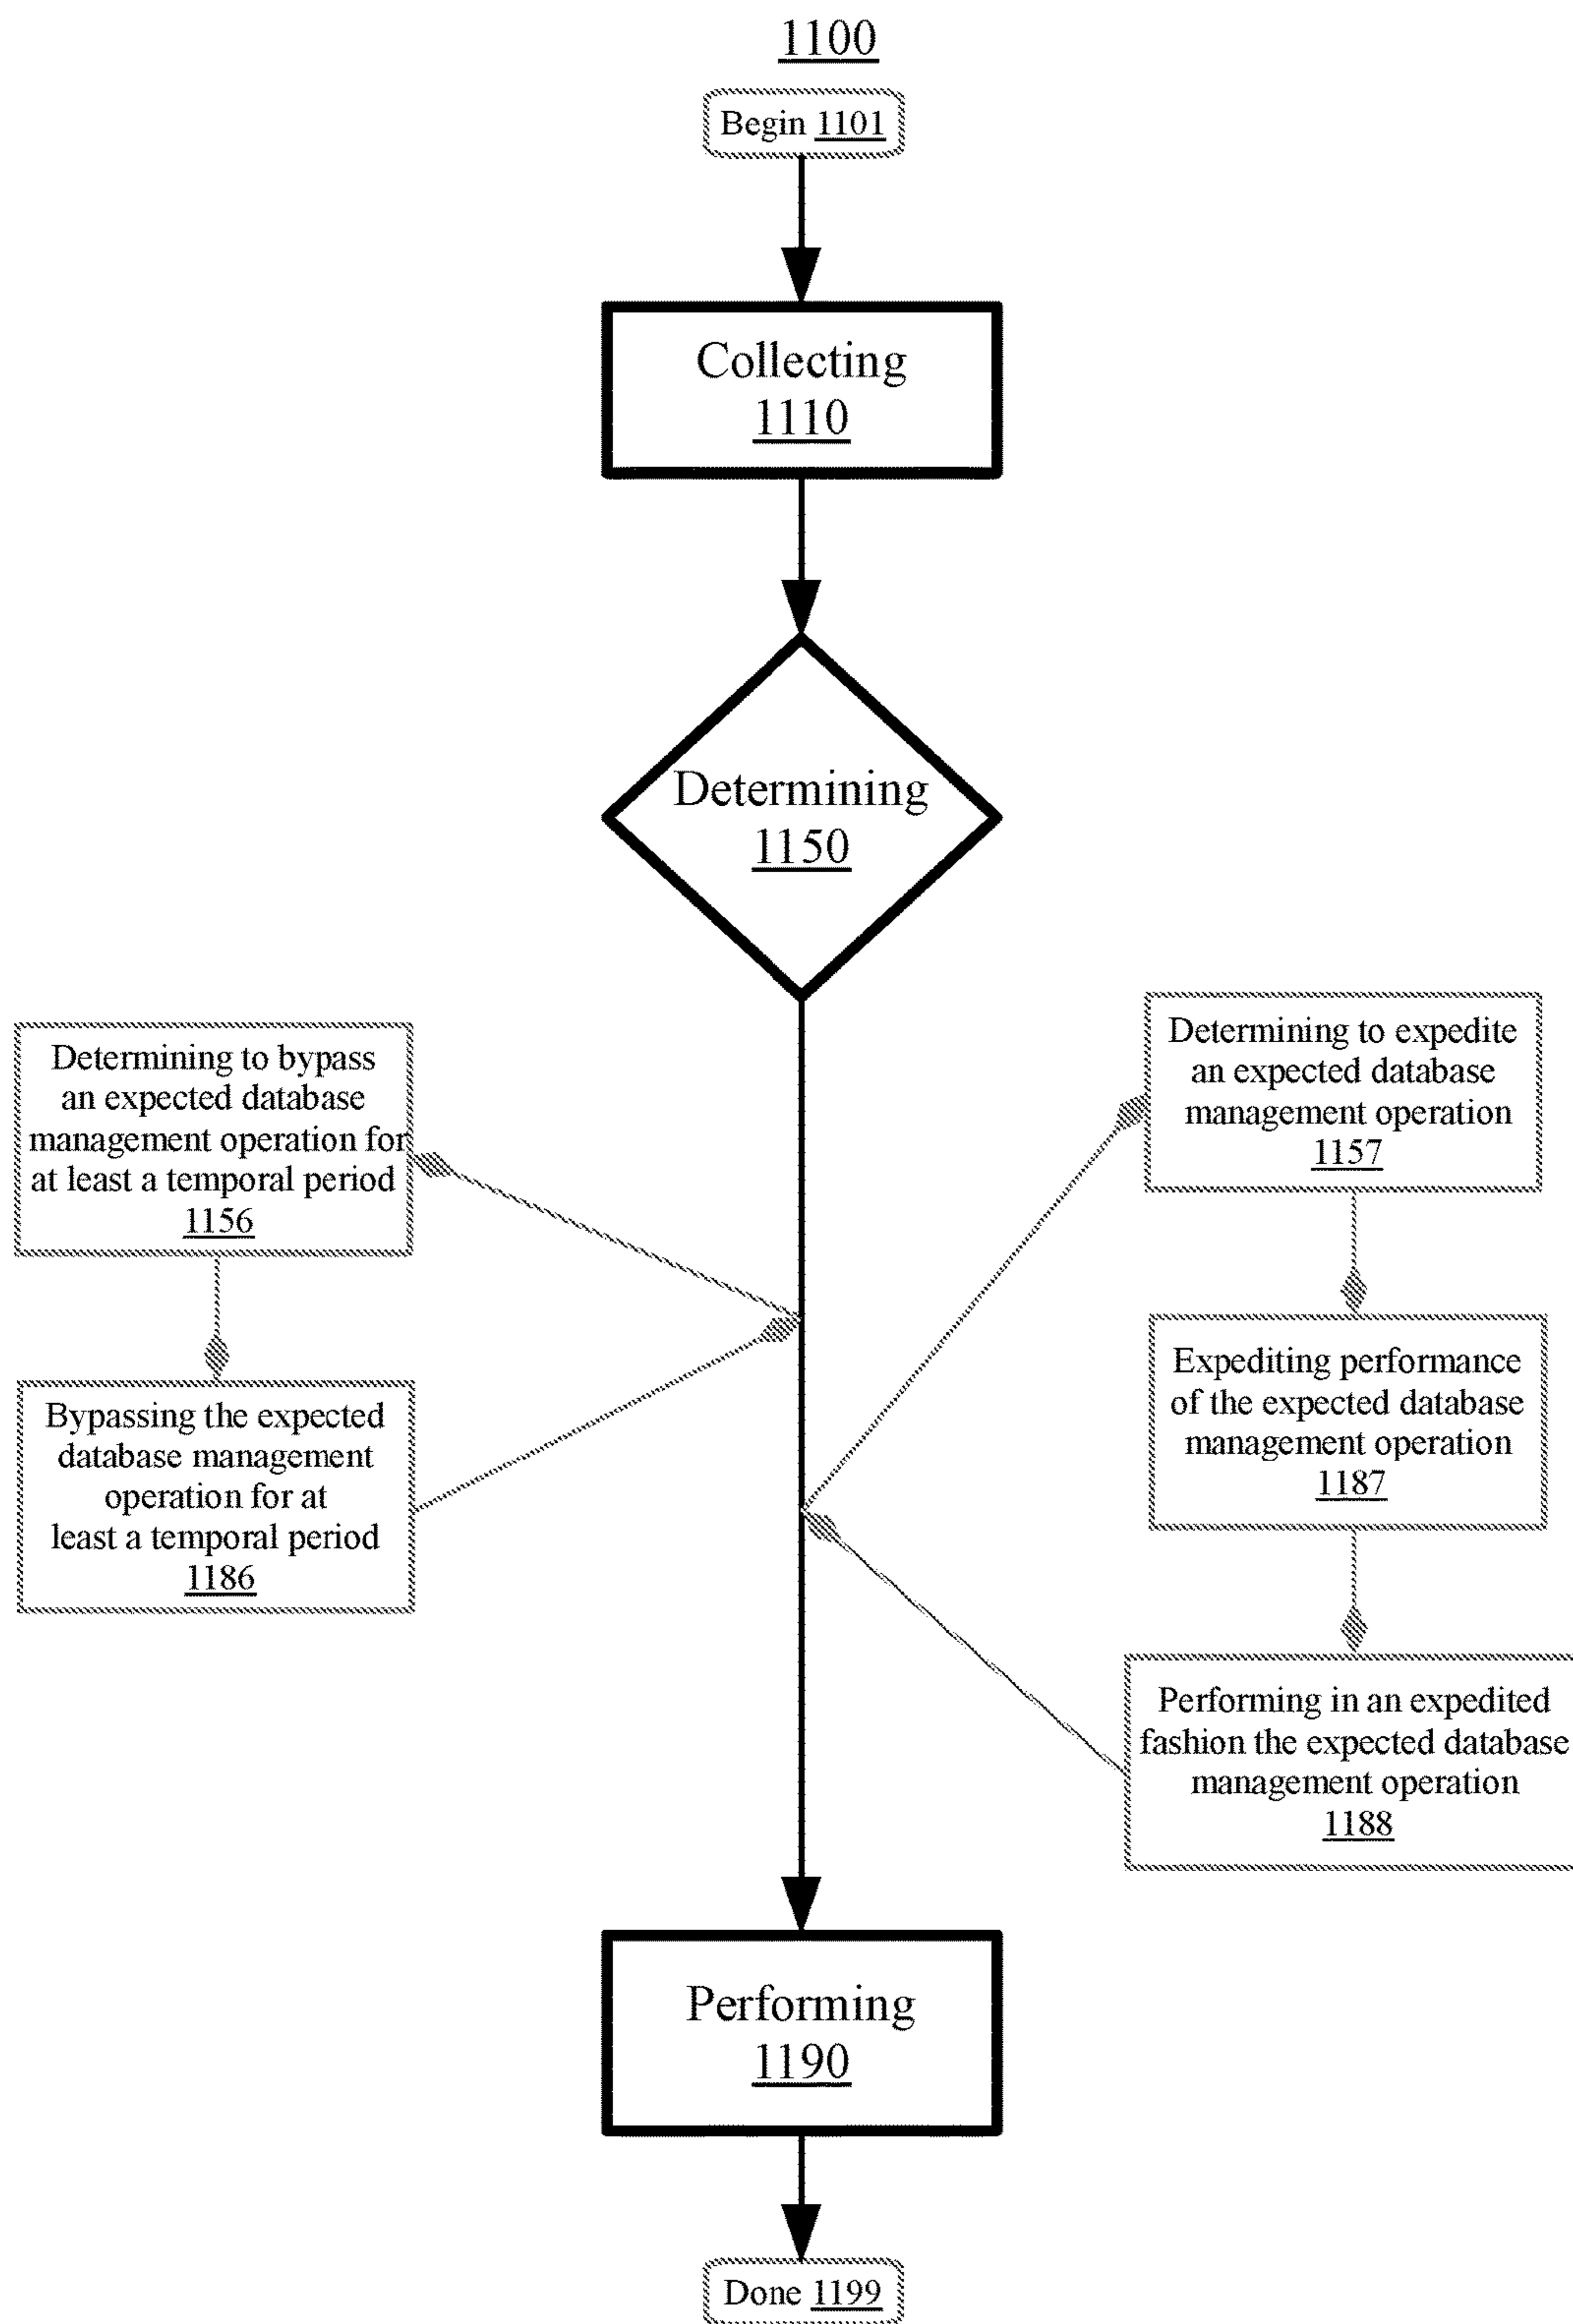 1100
Begin 1101
Collecting
1110
Determining
1150
Determining to bypass
an expected database
management operation for
at least a temporal period
1156
Bypassing the expected
database management
operation for at
least a temporal period
1186
Determining to expedite
an expected database
management operation
1157
Expediting performance
of the expected database
management operation
1187
Performing in an expedited
fashion the expected database
management operation
1188
Performing
1190
Done 1199